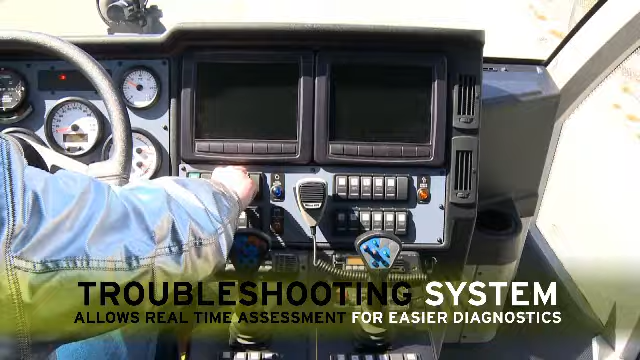 TROUBLESHOOTING SYSTEM
ALLOWS REAL TIME ASSESSMENT FOR EASIER DIAGNOSTICS